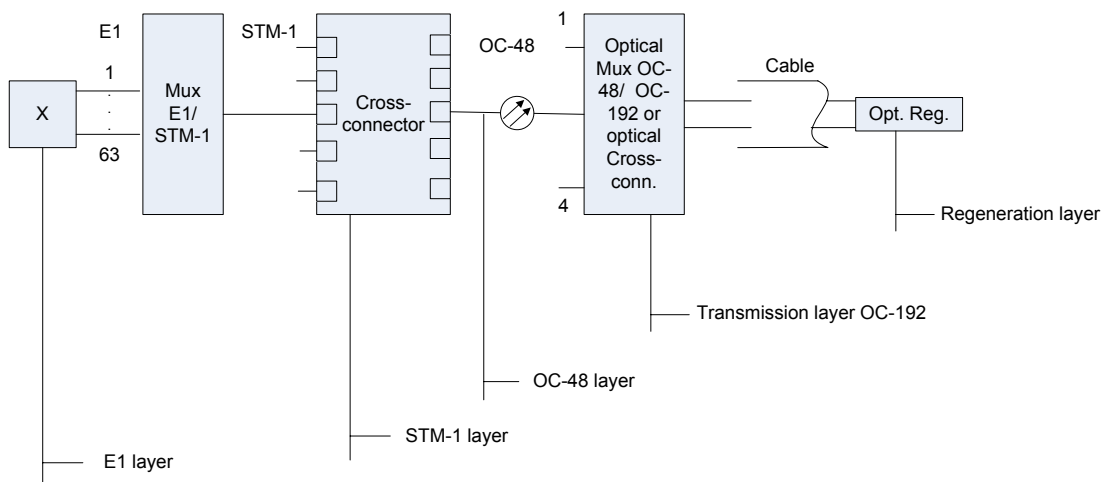 E1
1
.
.
.
63
X
Mux
E1/
STM-1
STM-1
Cross-
connector
OC-48
1
4
Optical
Mux OC-
48/ OC-
192 or
optical
Cross-
conn.
Cable
Opt. Reg.
Regeneration layer
Transmission layer OC-192
OC-48 layer
STM-1 layer
E1 layer